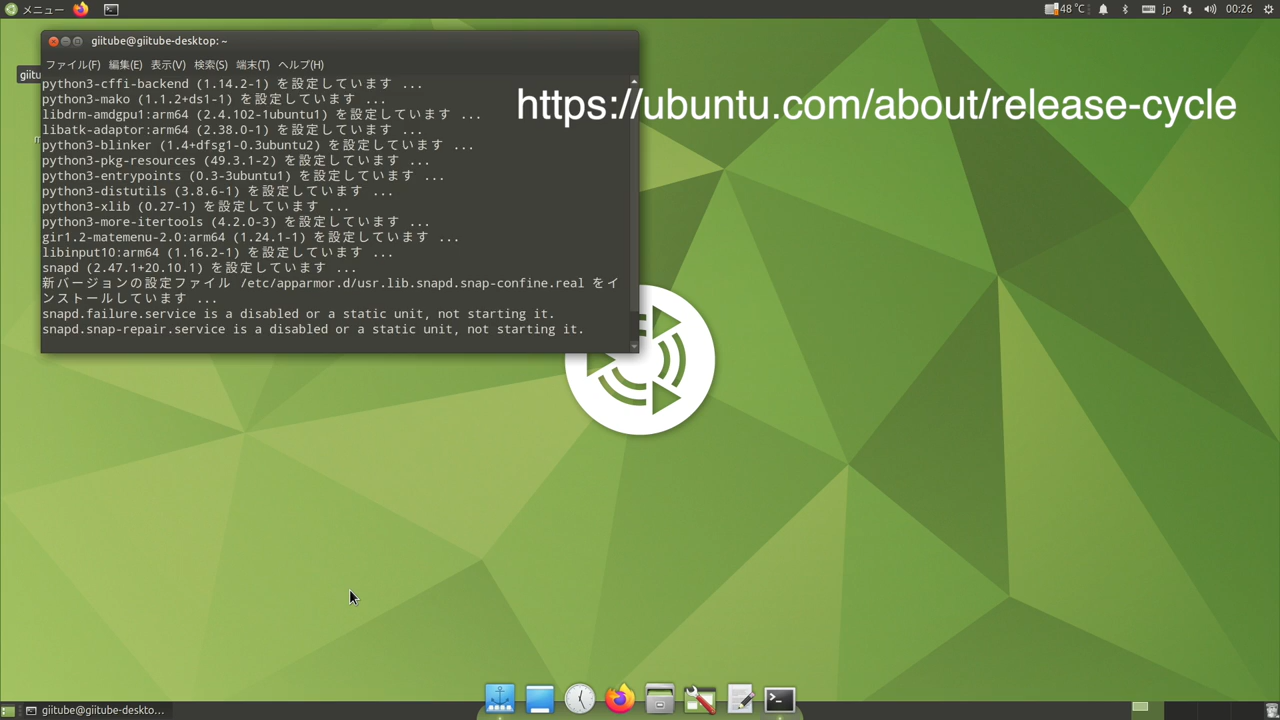 メニュー
48 °C
jp
00:26
giitube@giitube-desktop: ~
ファイル(F) 編集(E) 表示(V) 検索(S) 端末(T) ヘルプ(H)
giitu
python3-cffi-backend (1.14.2-1) を設定しています ...
python3-mako (1.1.2+ds1-1) を設定しています ...
libdrm-amdgpu1:arm64 (2.4.102-1ubuntu1) を設定しています ...
libatk-adaptor:arm64 (2.38.0-1) を設定しています ...
python3-blinker (1.4+dfsg1-0.3ubuntu2) を設定しています ...
python3-pkg-resources (49.3.1-2) を設定しています ...
python3-entrypoints (0.3-3ubuntu1) を設定しています ...
python3-distutils (3.8.6-1) を設定しています ...
python3-xlib (0.27-1) を設定しています ...
python3-more-itertools (4.2.0-3) を設定しています ...
gir1.2-matemenu-2.0:arm64 (1.24.1-1) を設定しています ...
libinput10:arm64 (1.16.2-1) を設定しています ...
snapd (2.47.1+20.10.1) を設定しています ...
新バージョンの設定ファイル /etc/apparmor.d/usr.lib.snapd.snap-confine.real をイ
ンストールしています ...
snapd.failure.service is a disabled or a static unit, not starting it.
snapd.snap-repair.service is a disabled or a static unit, not starting it.
https://ubuntu.com/about/release-cycle
giitube@giitube-deskto...